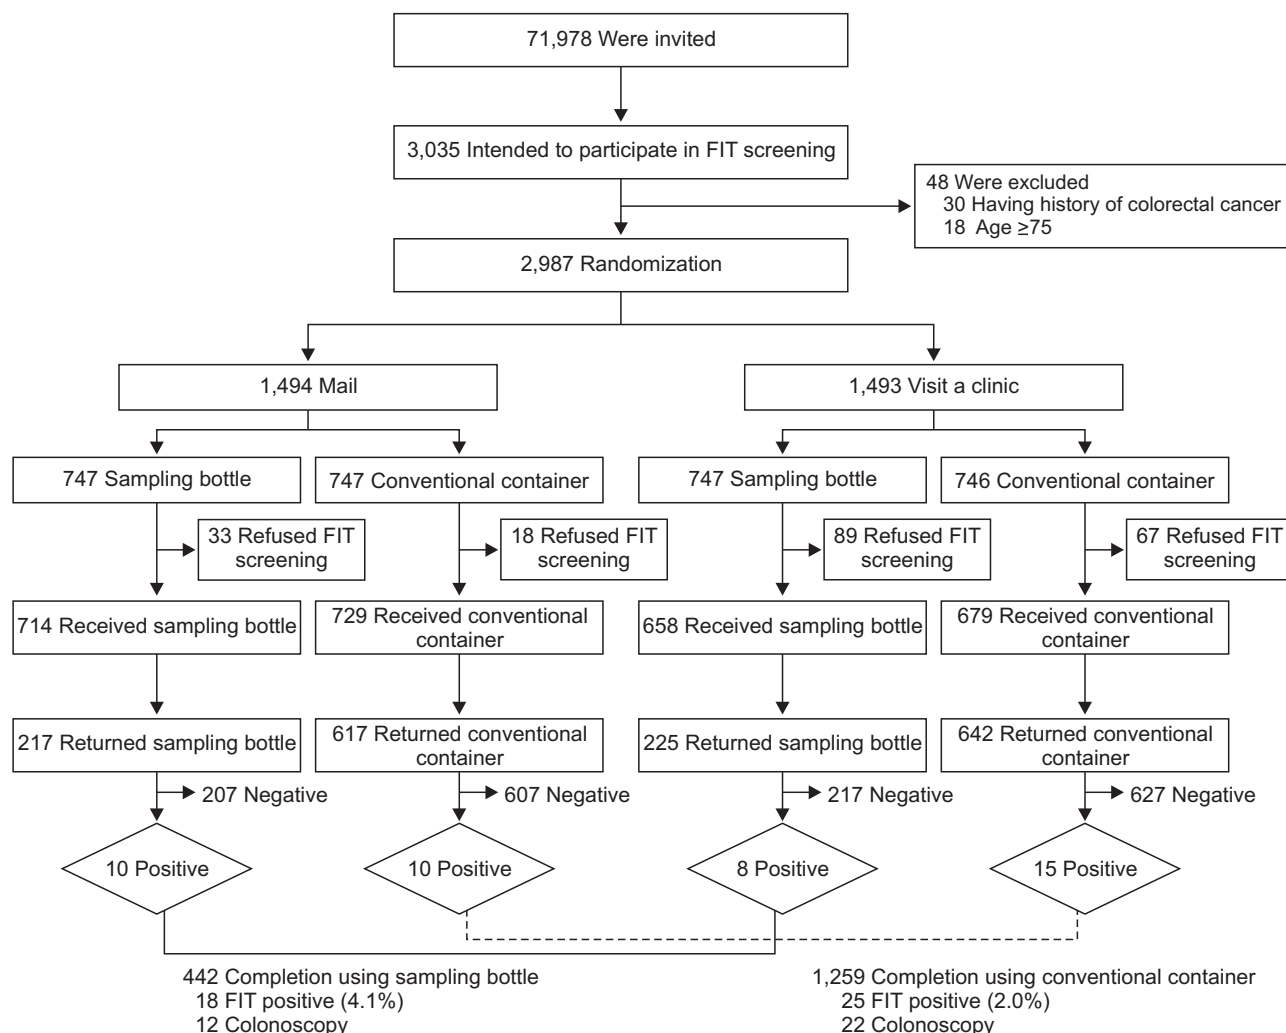 71,978 Were invited
3,035 Intended to participate in FIT screening
48 Were excluded
30 Having history of colorectal cancer
18 Age ≥75
2,987 Randomization
1,494 Mail
1,493 Visit a clinic
747 Sampling bottle
747 Conventional container
747 Sampling bottle
746 Conventional container
33 Refused FIT
screening
18 Refused FIT
screening
89 Refused FIT
screening
67 Refused FIT
screening
714 Received sampling bottle
729 Received conventional
container
658 Received sampling bottle
679 Received conventional
container
217 Returned sampling bottle
617 Returned conventional
container
225 Returned sampling bottle
642 Returned conventional
container
207 Negative
607 Negative
217 Negative
627 Negative
10 Positive
10 Positive
8 Positive
15 Positive
442 Completion using sampling bottle
18 FIT positive (4.1%)
12 Colonoscopy
1,259 Completion using conventional container
25 FIT positive (2.0%)
22 Colonoscopy